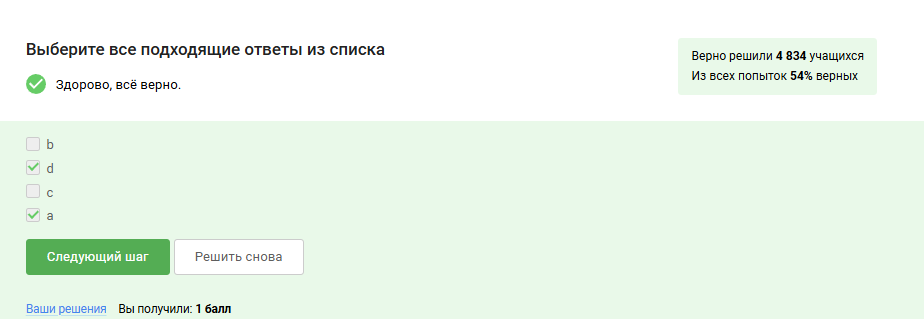 Выберите все подходящие ответы из списка
Верно решили 4 834 учащихся
Из всех попыток 54% верных
Здорово, всё верно.
b
d
c
a
Следующий шаг
Решить снова
Ваши решения
Вы получили: 1 балл